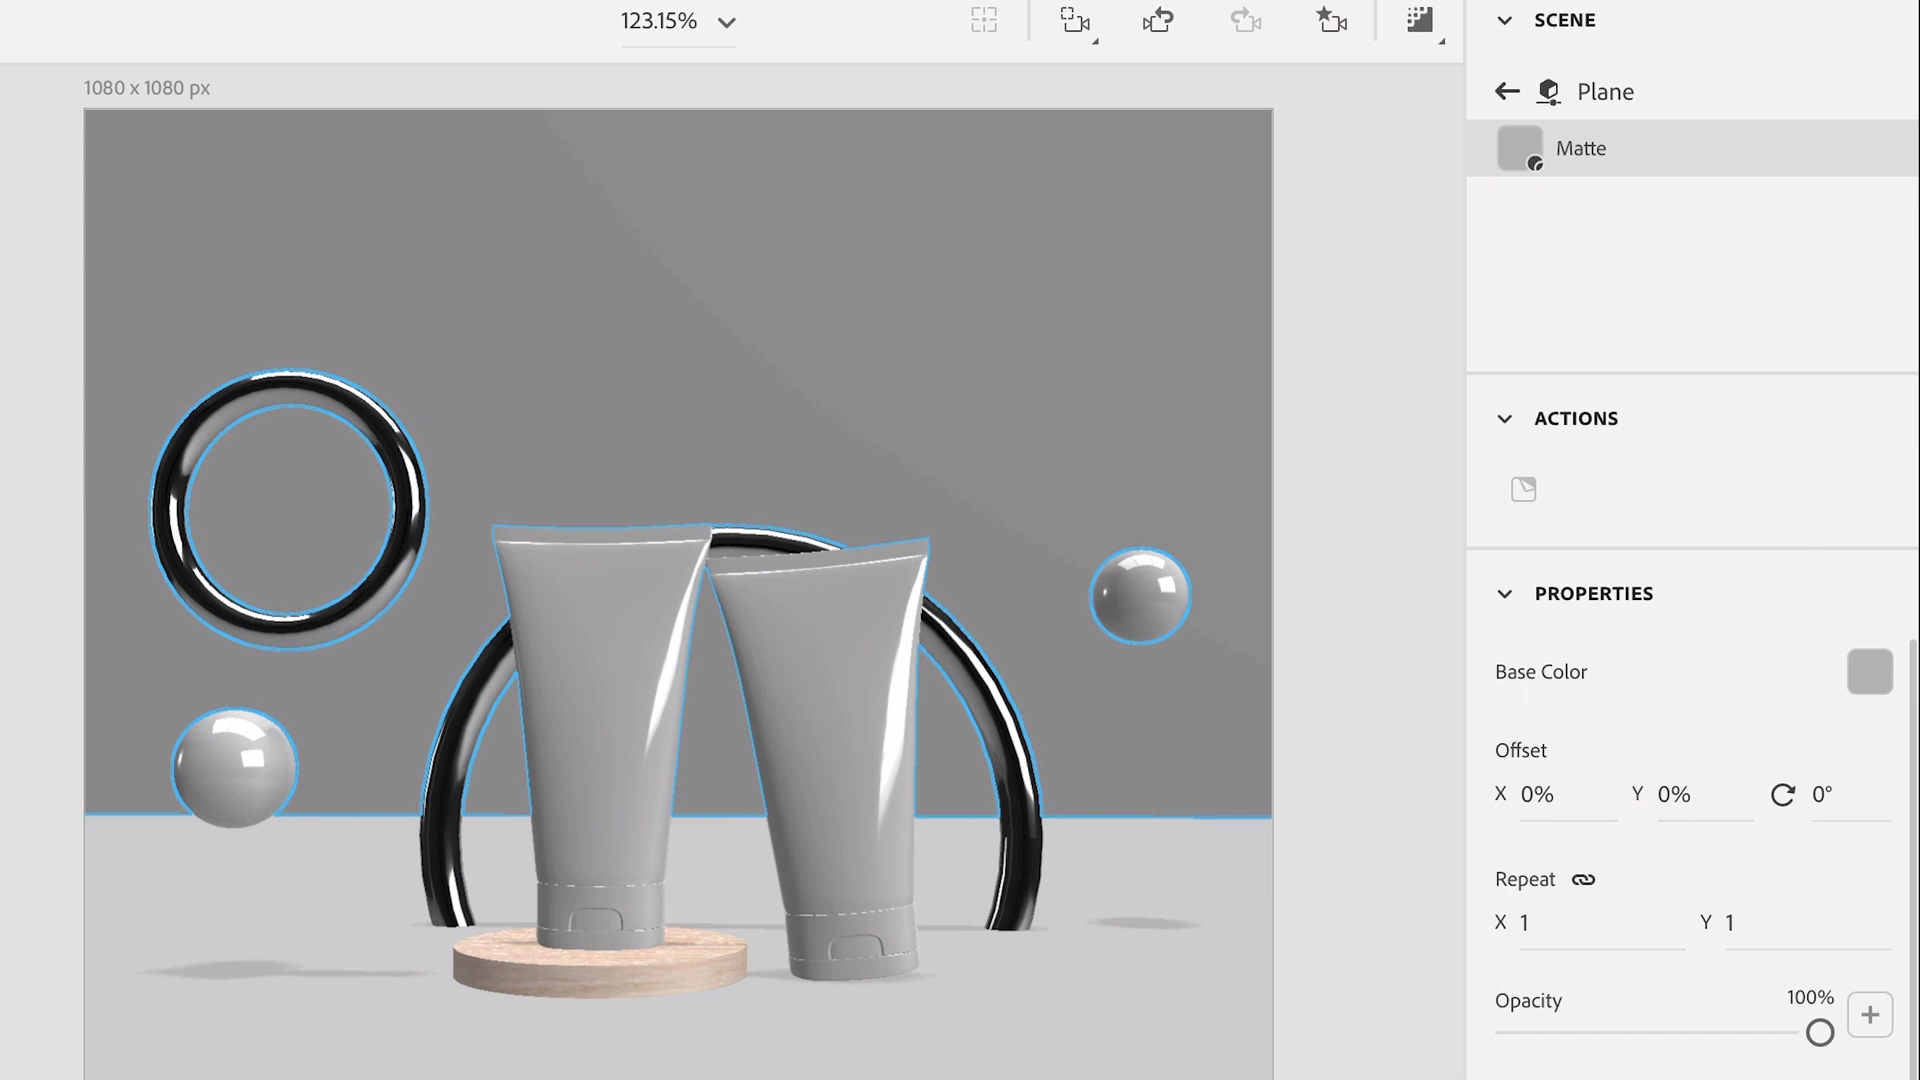 123.15%
SCENE
1080 x 1080 px
Plane
Matte
ACTIONS
PROPERTIES
Base Color
Offset
X 0% Y 0% 0°
Repeat
X 1 Y 1
Opacity 100%